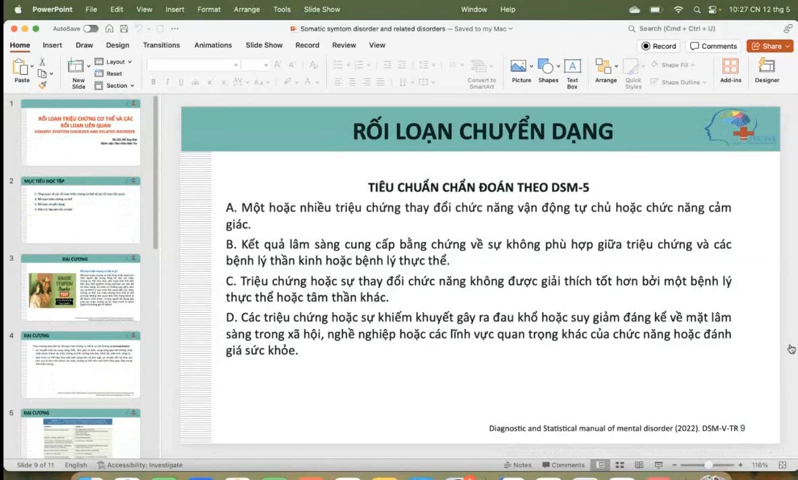 PowerPoint File Edit View Insert Format Arrange Tools Slide Show Window Help 10:27 CN 12 thg 5
AutoSave Somatic symtom disorder and related disorders — Saved to my Mac Search (Cmd + Ctrl + U)
Home Insert Draw Design Transitions Animations Slide Show Record Review View Record Comments Share
Paste New Slide Layout Reset Section Convert to SmartArt Picture Shapes Text Box Arrange Quick Styles Shape Fill Shape Outline Add-ins Designer
1
RỐI LOẠN TRIỆU CHỨNG CƠ THỂ VÀ CÁC
RỐI LOẠN LIÊN QUAN
SOMATIC SYMTOM DISORDER AND RELATED DISORDER
2
MỤC TIÊU HỌC TẬP
3
ĐẠI CƯƠNG
4
ĐẠI CƯƠNG
5
ĐẠI CƯƠNG
RỐI LOẠN CHUYỂN DẠNG
TIÊU CHUẨN CHẨN ĐOÁN THEO DSM-5
A. Một hoặc nhiều triệu chứng thay đổi chức năng vận động tự chủ hoặc chức năng cảm
giác.
B. Kết quả lâm sàng cung cấp bằng chứng về sự không phù hợp giữa triệu chứng và các
bệnh lý thần kinh hoặc bệnh lý thực thể.
C. Triệu chứng hoặc sự thay đổi chức năng không được giải thích tốt hơn bởi một bệnh lý
thực thể hoặc tâm thần khác.
D. Các triệu chứng hoặc sự khiếm khuyết gây ra đau khổ hoặc suy giảm đáng kể về mặt lâm
sàng trong xã hội, nghề nghiệp hoặc các lĩnh vực quan trọng khác của chức năng hoặc đánh
giá sức khỏe.
Diagnostic and Statistical manual of mental disorder (2022). DSM-V-TR 9
Slide 9 of 11 English Accessibility: Investigate Notes Comments 116%